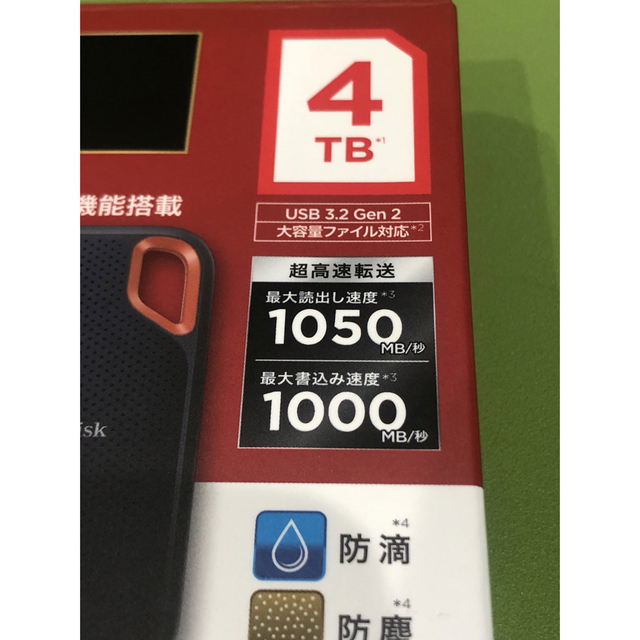 4
TB*1
機能搭載
USB 3.2 Gen 2
大容量ファイル対応*2
超高速転送
最大読出し速度*3
1050
MB/秒
最大書込み速度*3
1000
MB/秒
isk
防滴*4
防塵*4